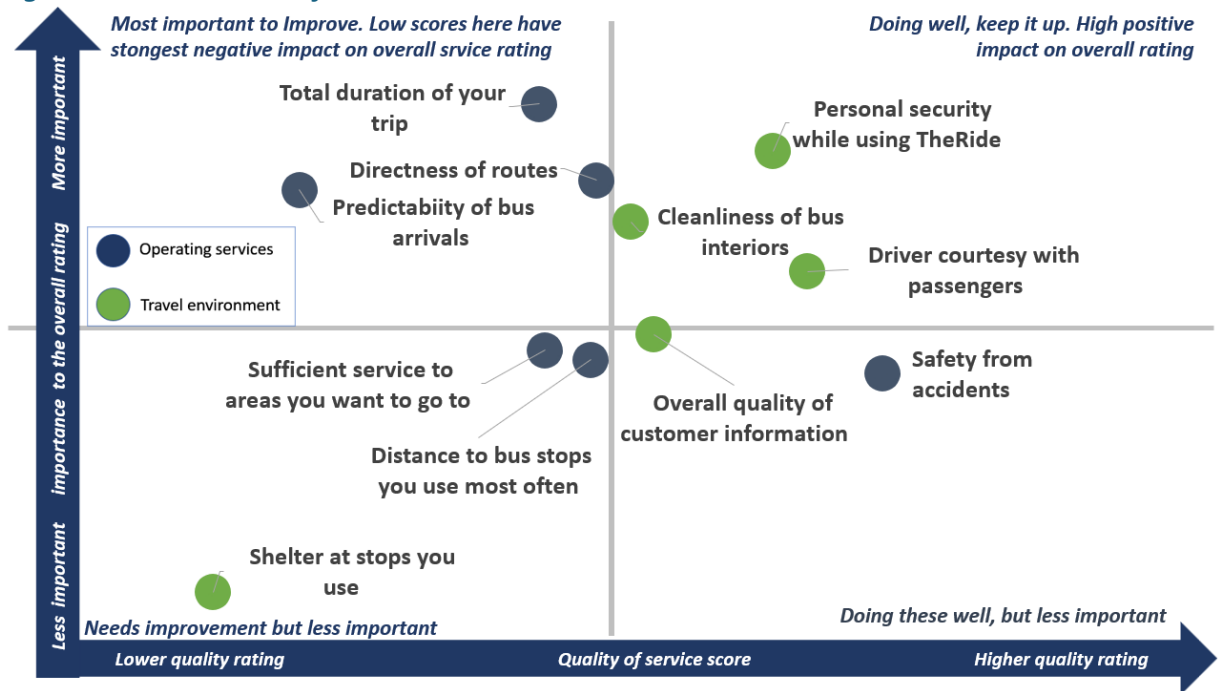 Most important to Improve. Low scores here have
stongest negative impact on overall srvice rating
Doing well, keep it up. High positive
impact on overall rating
Total duration of your
trip
Personal security
while using TheRide
Directness of routes
Predictabiity of bus
arrivals
Cleanliness of bus
interiors
Driver courtesy with
passengers
Operating services
Travel environment
Sufficient service to
areas you want to go to
Distance to bus stops
you use most often
Overall quality of
customer information
Safety from
accidents
Shelter at stops you
use
Needs improvement but less important
Doing these well, but less important
Less important importance to the overall rating More important
Lower quality rating Quality of service score Higher quality rating